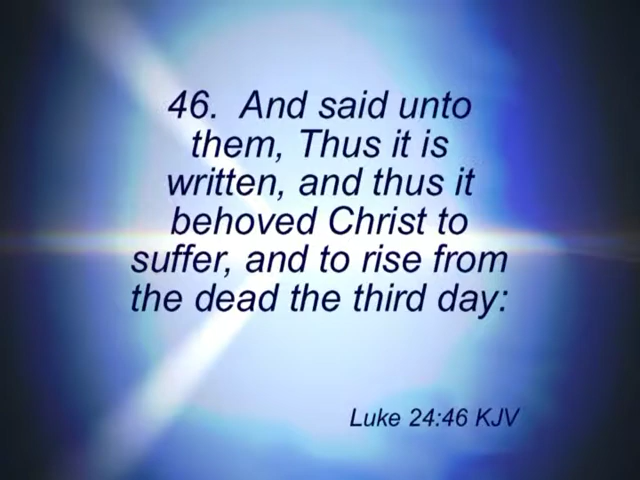 46.  And said unto
them, Thus it is
written, and thus it
behoved Christ to
suffer, and to rise from
the dead the third day:
Luke 24:46 KJV